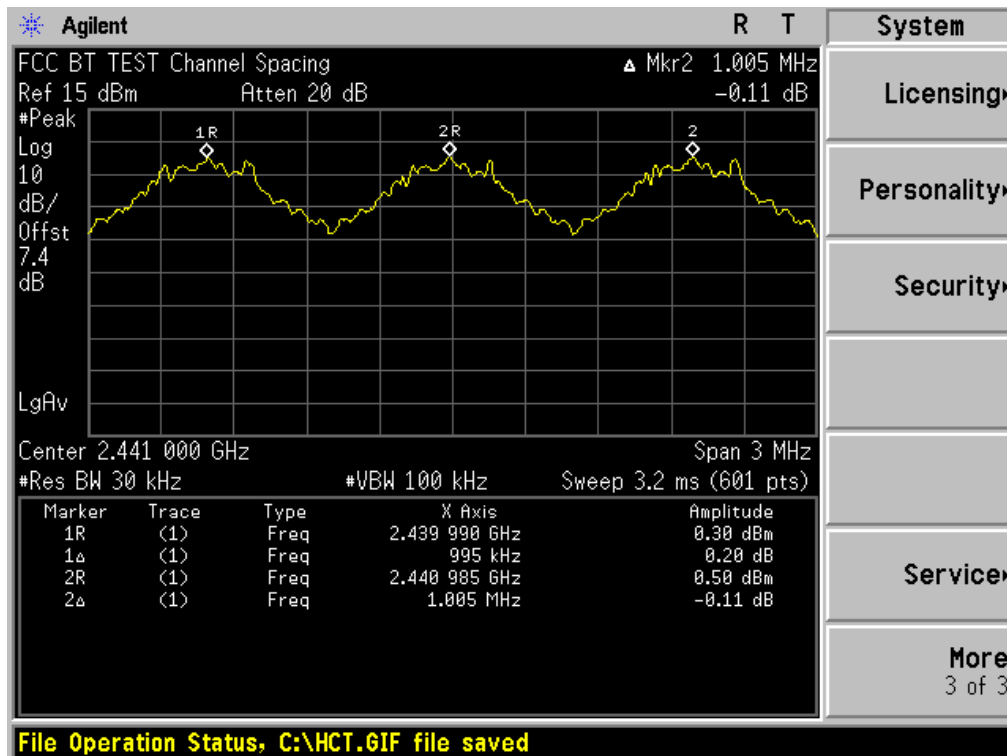 Agilent R T
FCC BT TEST Channel Spacing
Δ Mkr2 1.005 MHz
Ref 15 dBm Atten 20 dB -0.11 dB
#Peak
Log
10
dB/
Offst
7.4
dB
LgAv
1R 2R 2
Center 2.441 000 GHz Span 3 MHz
#Res BW 30 kHz #VBW 100 kHz Sweep 3.2 ms (601 pts)
Marker Trace Type X Axis Amplitude
1R (1) Freq 2.439 990 GHz 0.30 dBm
1Δ (1) Freq 995 kHz 0.20 dB
2R (1) Freq 2.440 985 GHz 0.50 dBm
2Δ (1) Freq 1.005 MHz -0.11 dB
File Operation Status, C:\HCT.GIF file saved
System
Licensing
Personality
Security
Service
More
3 of 3